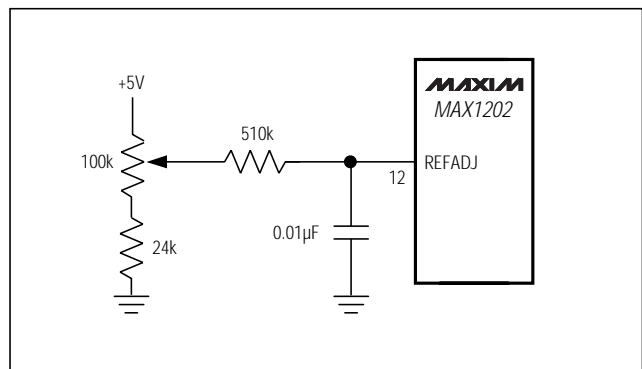 MAXIM
MAX1202
+5V
510k
100k
12
REFADJ
0.01µF
24k